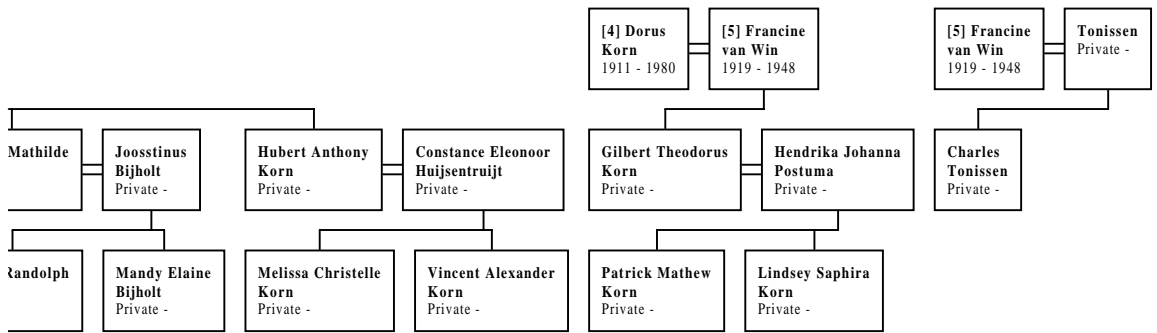 [4] Dorus
Korn
1911 - 1980
[5] Francine
van Win
1919 - 1948
[5] Francine
van Win
1919 - 1948
Tonissen
Private -
Mathilde
Joosstinus
Bijholt
Private -
Hubert Anthony
Korn
Private -
Constance Eleonoor
Huijsentruijt
Private -
Gilbert Theodorus
Korn
Private -
Hendrika Johanna
Postuma
Private -
Charles
Tonissen
Private -
Randolph
Mandy Elaine
Bijholt
Private -
Melissa Christelle
Korn
Private -
Vincent Alexander
Korn
Private -
Patrick Mathew
Korn
Private -
Lindsey Saphira
Korn
Private -